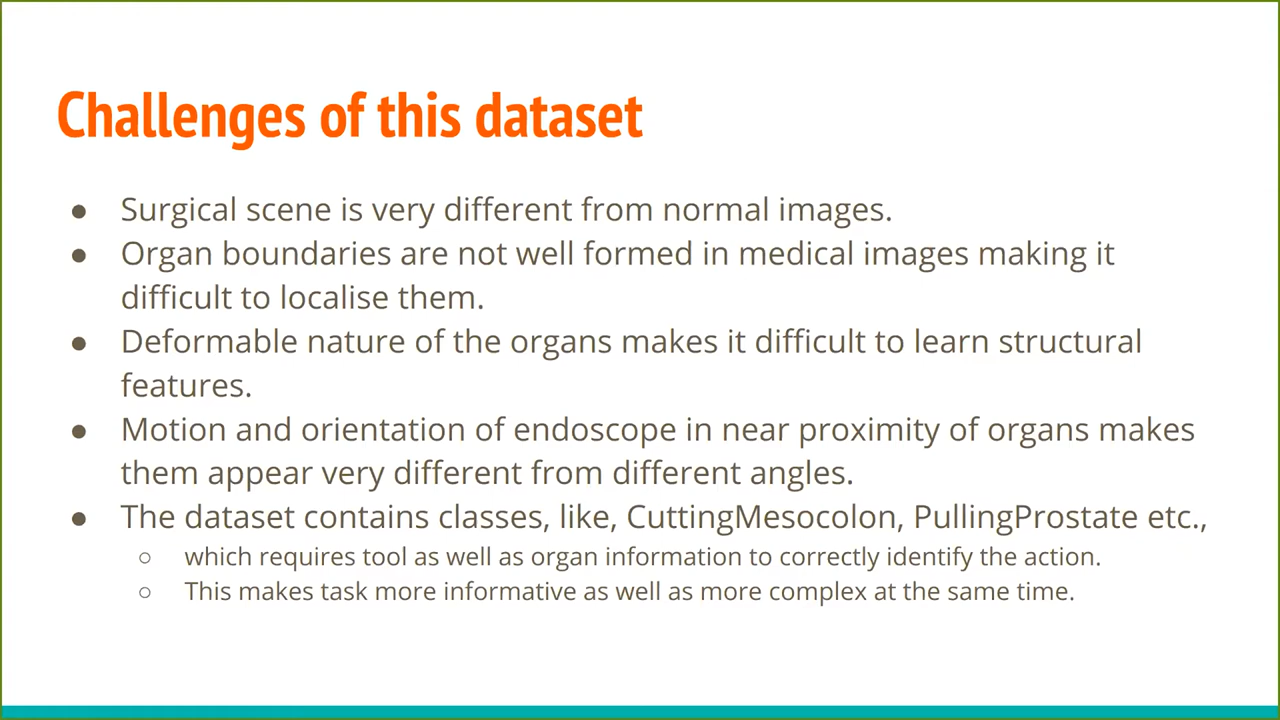 Challenges of this dataset
● Surgical scene is very different from normal images.
● Organ boundaries are not well formed in medical images making it
difficult to localise them.
● Deformable nature of the organs makes it difficult to learn structural
features.
● Motion and orientation of endoscope in near proximity of organs makes
them appear very different from different angles.
● The dataset contains classes, like, CuttingMesocolon, PullingProstate etc.,
○ which requires tool as well as organ information to correctly identify the action.
○ This makes task more informative as well as more complex at the same time.